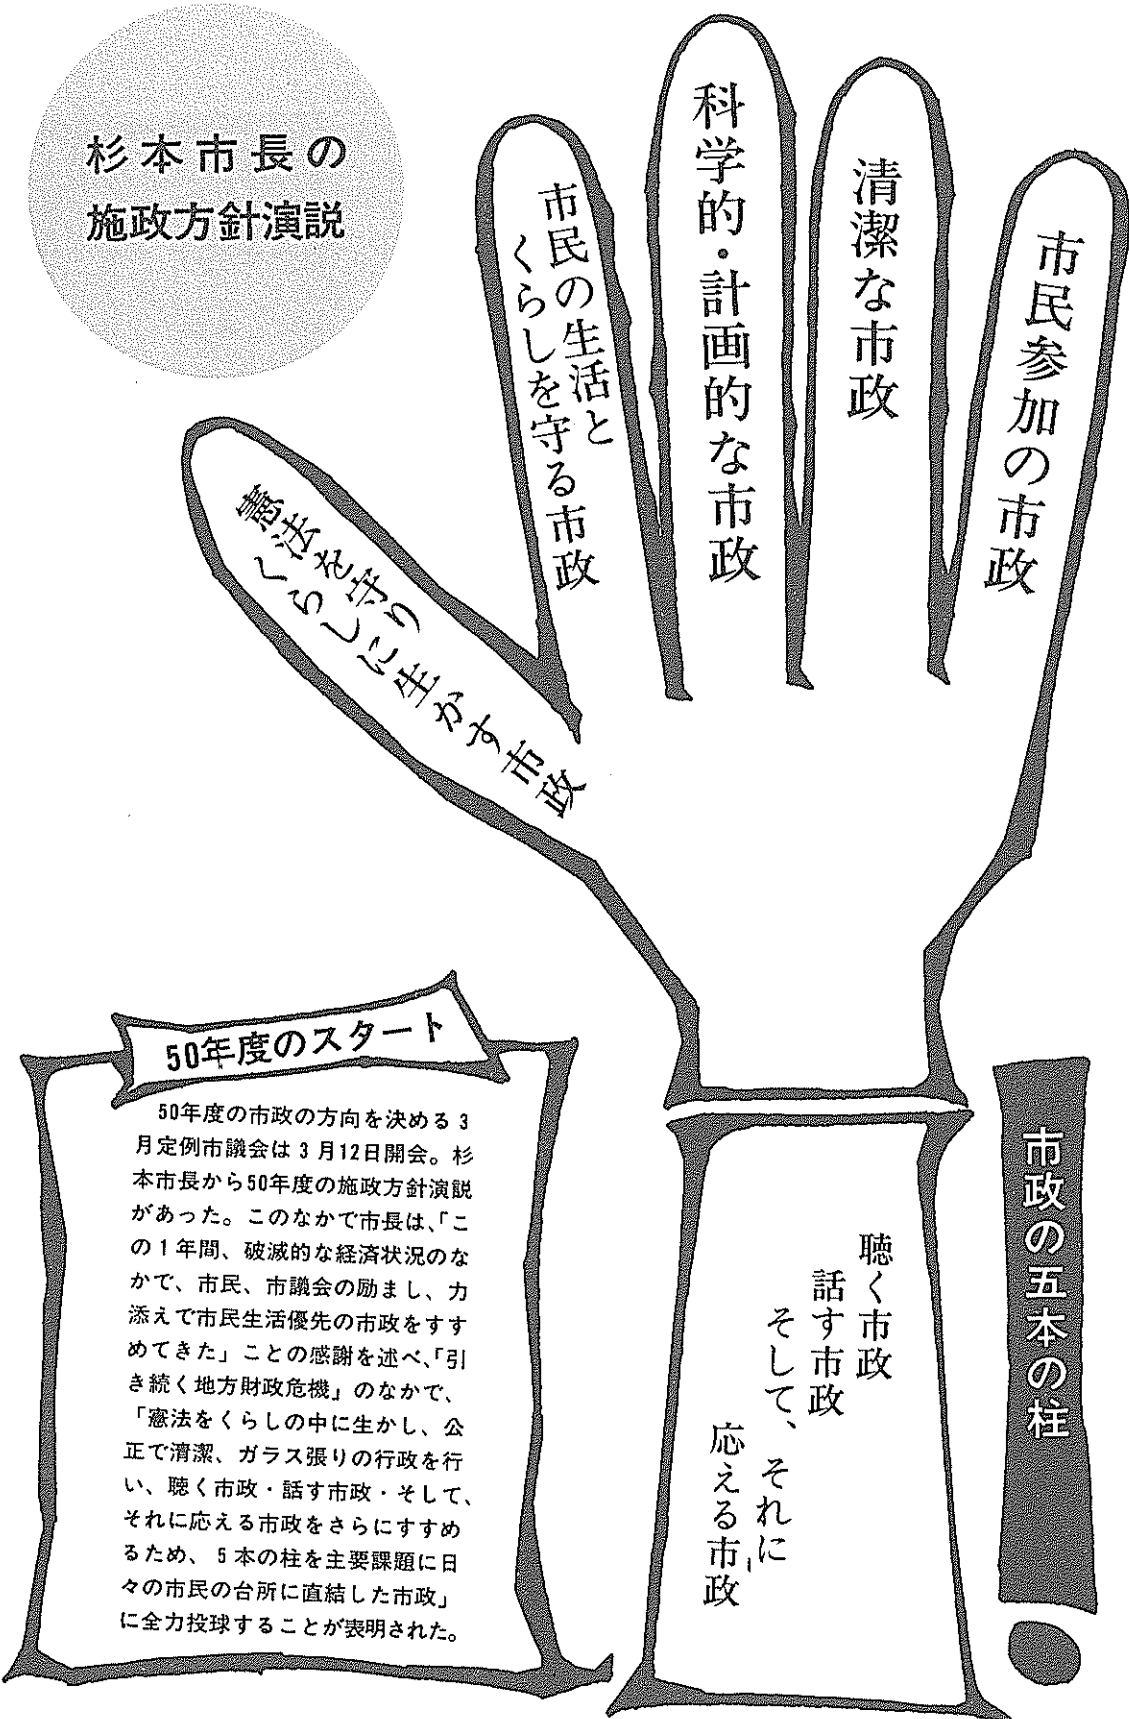 杉本市長の
施政方針演説
市民参加の市政
清潔な市政
科学的・計画的な市政
市民の生活と
くらしを守る市政
憲法を守り
くらしに生かす市政
市政の五本の柱
聴く市政
話す市政
そして、それに
応える市政
50年度のスタート
50年度の市政の方向を決める3
月定例市議会は3月12日開会。杉
本市長から50年度の施政方針演説
があった。このなかで市長は、「こ
の1年間、破滅的な経済状況のな
かで、市民、市議会の励まし、力
添えで市民生活優先の市政をすす
めてきた」ことの感謝を述べ、「引
き続く地方財政危機」のなかで、
「憲法をくらしの中に生かし、公
正で清潔、ガラス張りの行政を行
い、聴く市政・話す市政・そして、
それに応える市政をさらにすすめ
るため、5本の柱を主要課題に日
々の市民の台所に直結した市政」
に全力投球することが表明された。